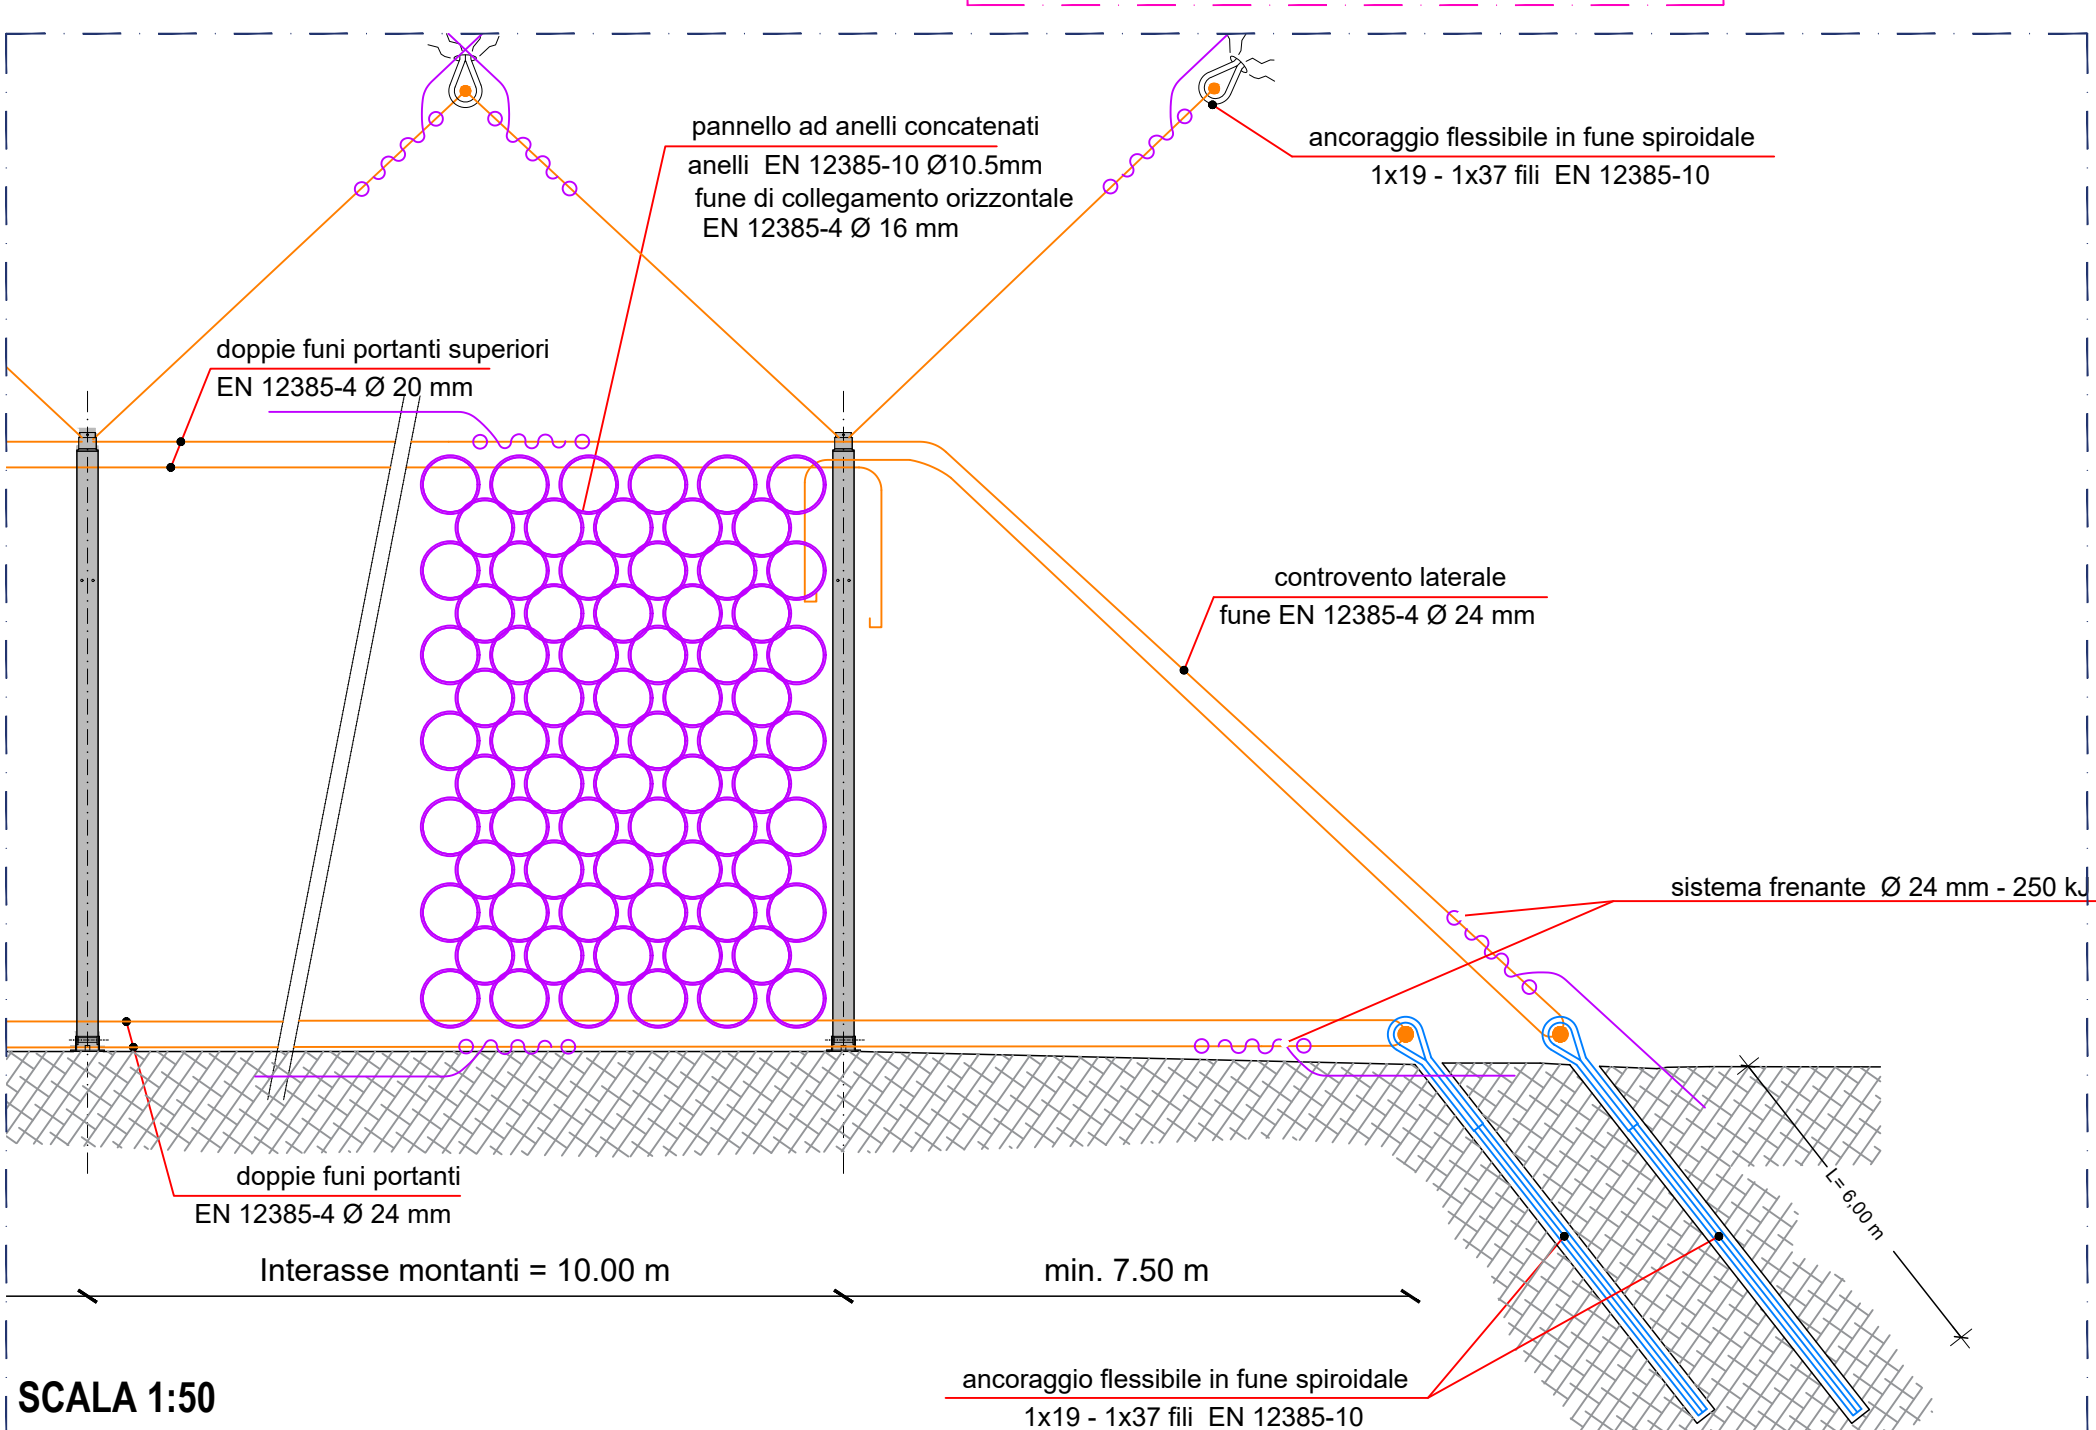 pannello ad anelli concatenati
anelli EN 12385-10 Ø10.5mm
fune di collegamento orizzontale
EN 12385-4 Ø 16 mm
ancoraggio flessibile in fune spiroidale
1x19 - 1x37 fili EN 12385-10
doppie funi portanti superiori
EN 12385-4 Ø 20 mm
controvento laterale
fune EN 12385-4 Ø 24 mm
sistema frenante Ø 24 mm - 250 kJ
doppie funi portanti
EN 12385-4 Ø 24 mm
L= 6,00 m
Interasse montanti = 10.00 m
min. 7.50 m
ancoraggio flessibile in fune spiroidale
1x19 - 1x37 fili EN 12385-10
SCALA 1:50